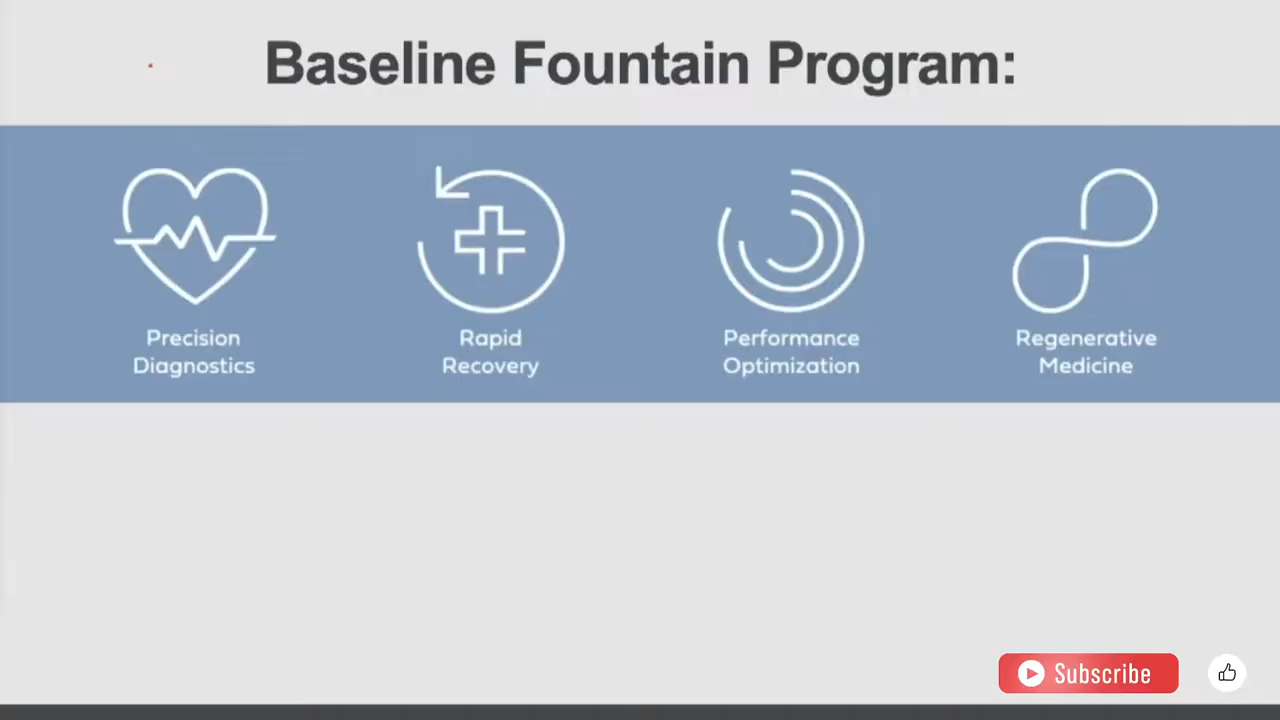 Baseline Fountain Program:
Precision
Diagnostics
Rapid
Recovery
Performance
Optimization
Regenerative
Medicine
Subscribe